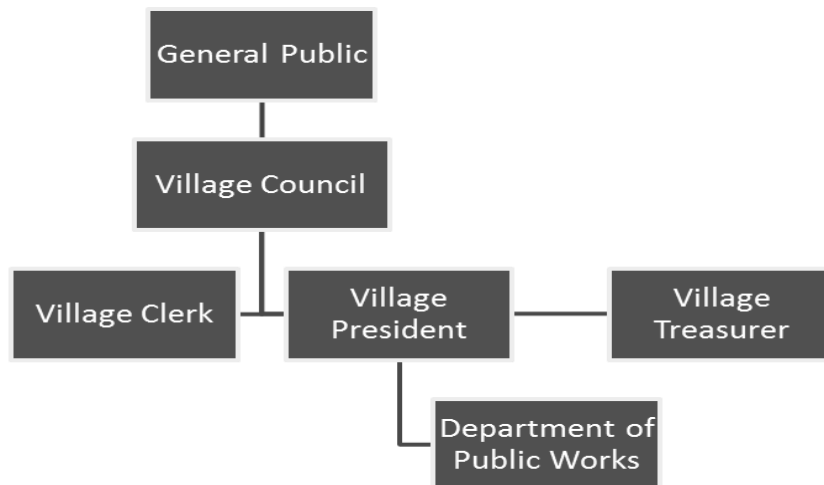 General Public
Village Council
Village Clerk
Village
President
Village
Treasurer
Department of
Public Works